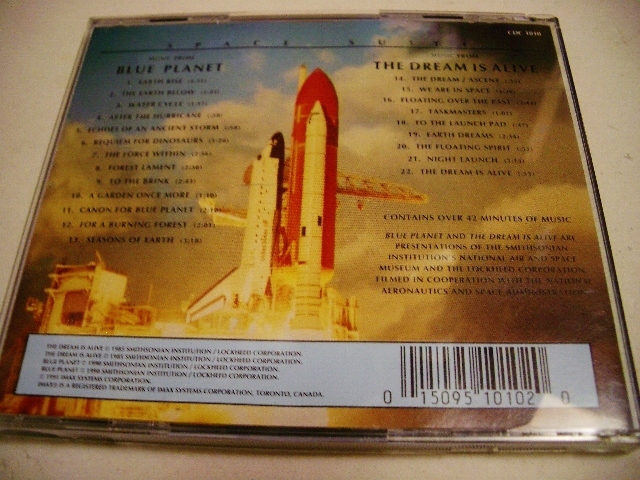 SPACE SUITE
CDC 1010
MUSIC FROM
BLUE PLANET
1. EARTH RISE
2. THE EARTH BELOW
3. WATER CYCLE
4. AFTER THE HURRICANE
5. ECHOES OF AN ANCIENT STORM
6. REQUIEM FOR DINOSAURS
7. THE FORCE WITHIN
8. FOREST LAMENT
9. TO THE BRINK
10. A GARDEN ONCE MORE
11. CANON FOR BLUE PLANET
12. FOR A BURNING FOREST
13. SEASONS OF EARTH
MUSIC FROM
THE DREAM IS ALIVE
14. THE DREAM / ASCENT
15. WE ARE IN SPACE
16. FLOATING OVER THE PAST
17. TASKMASTERS
18. TO THE LAUNCH PAD
19. EARTH DREAMS
20. THE FLOATING SPIRIT
21. NIGHT LAUNCH
22. THE DREAM IS ALIVE
CONTAINS OVER 42 MINUTES OF MUSIC
BLUE PLANET AND THE DREAM IS ALIVE ARE
PRESENTATIONS OF THE SMITHSONIAN
INSTITUTION'S NATIONAL AIR AND SPACE
MUSEUM AND THE LOCKHEED CORPORATION.
FILMED IN COOPERATION WITH THE NATIONAL
AERONAUTICS AND SPACE ADMINISTRATION
THE DREAM IS ALIVE © 1985 SMITHSONIAN INSTITUTION / LOCKHEED CORPORATION.
THE DREAM IS ALIVE ℗ 1985 SMITHSONIAN INSTITUTION / LOCKHEED CORPORATION.
BLUE PLANET © 1990 SMITHSONIAN INSTITUTION / LOCKHEED CORPORATION.
BLUE PLANET ℗ 1990 SMITHSONIAN INSTITUTION / LOCKHEED CORPORATION.
IMAX SYSTEMS CORPORATION.
IMAX® IS A REGISTERED TRADEMARK OF IMAX SYSTEMS CORPORATION, TORONTO, CANADA.
0 15095 10102 0